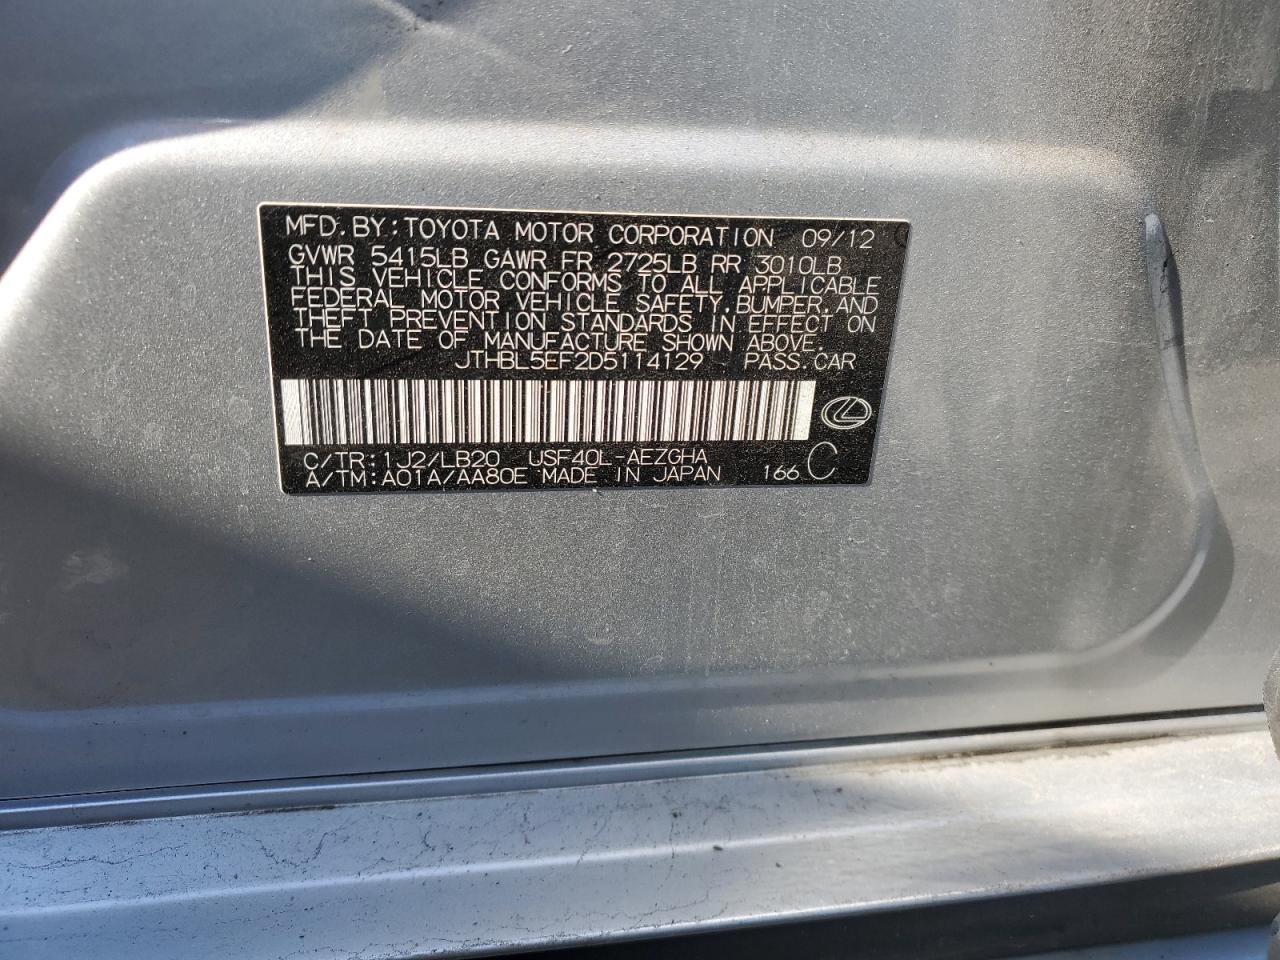 MFD. BY: TOYOTA MOTOR CORPORATION 09/12
GVWR 5415LB GAWR FR 2725LB RR 3010LB
THIS VEHICLE CONFORMS TO ALL APPLICABLE
FEDERAL MOTOR VEHICLE SAFETY, BUMPER, AND
THEFT PREVENTION STANDARDS IN EFFECT ON
THE DATE OF MANUFACTURE SHOWN ABOVE.
JTHBL5EF2D5114129 PASS. CAR
C/TR: 1J2/LB20 USF40L-AEZGHA
A/TM: A01A/AA80E MADE IN JAPAN 166 C